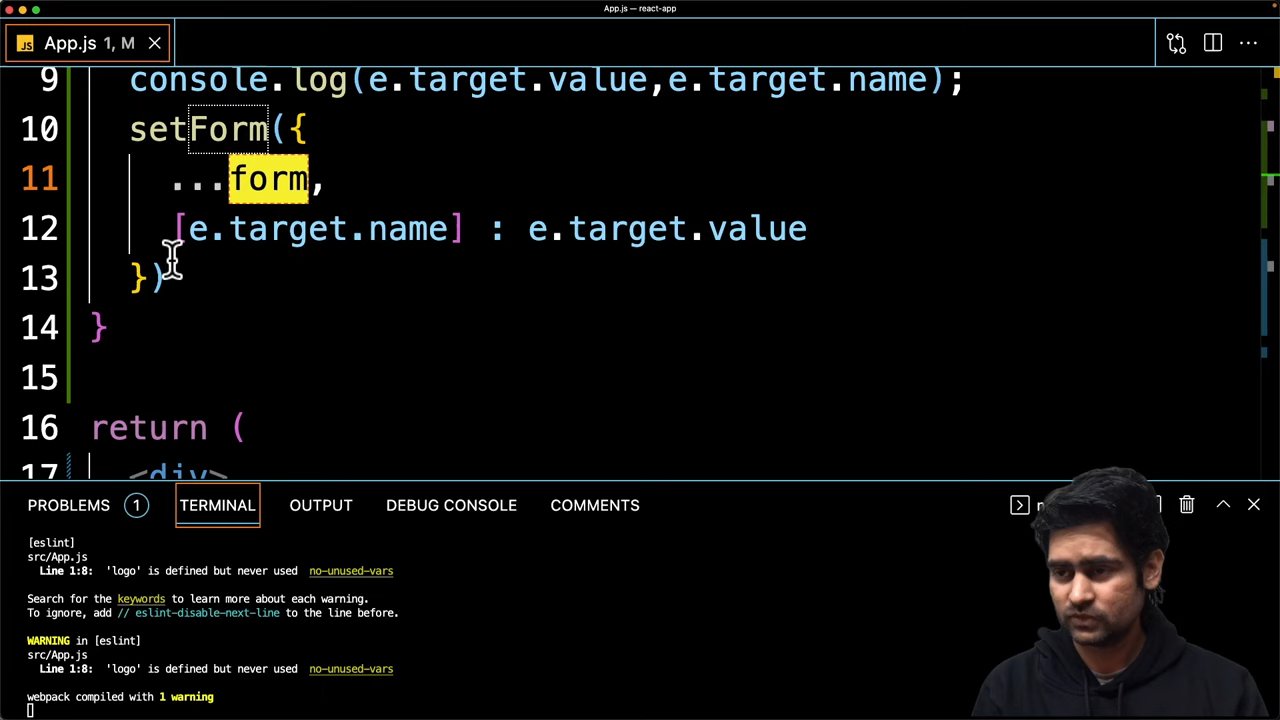 App.js — react-app
JS App.js 1, M
9 console.log(e.target.value,e.target.name);
10 setForm({
11 ...form,
12 [e.target.name] : e.target.value
13 })
14 }
15
16 return (
17 <div>
PROBLEMS 1 TERMINAL OUTPUT DEBUG CONSOLE COMMENTS
[eslint]
src/App.js
Line 1:8: 'logo' is defined but never used no-unused-vars
Search for the keywords to learn more about each warning.
To ignore, add // eslint-disable-next-line to the line before.
WARNING in [eslint]
src/App.js
Line 1:8: 'logo' is defined but never used no-unused-vars
webpack compiled with 1 warning